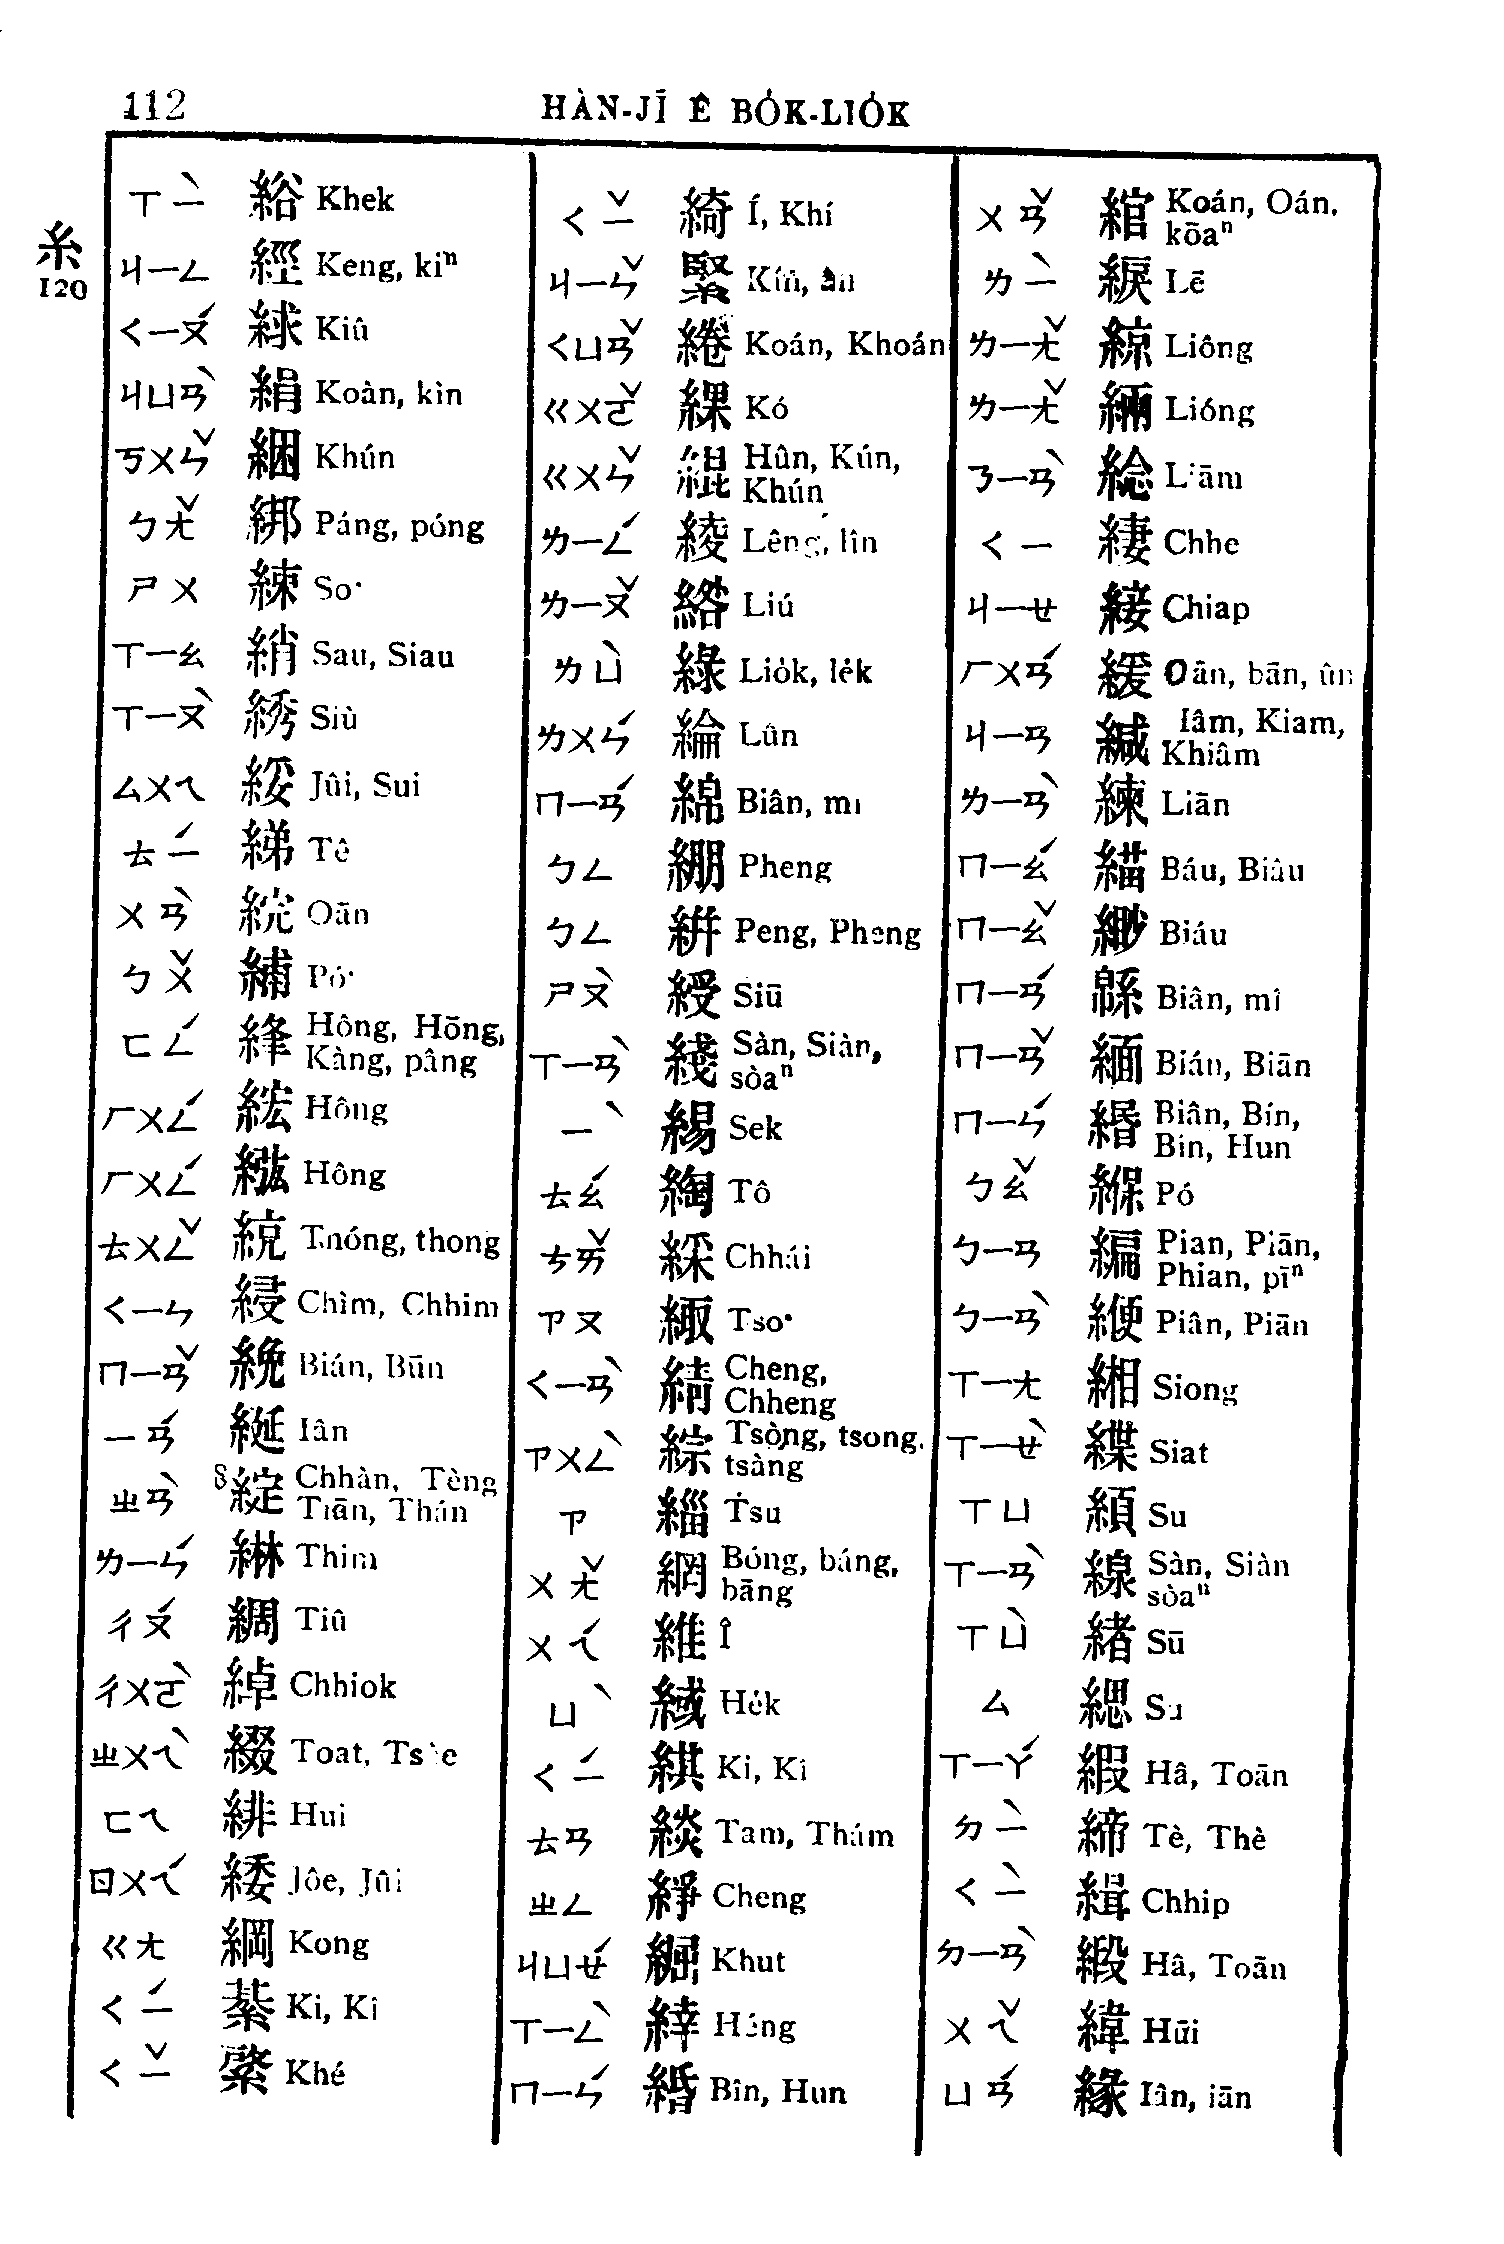 112
HÀN-JĪ Ê BO̍K-LIO̍K
糸
120
ㄒㄧˋ 綌 Khek
ㄐㄧㄥ 經 Keng, kiⁿ
ㄑㄧㄡˊ 絿 Kiû
ㄐㄩㄢˋ 絹 Koàn, kìn
ㄎㄨㄣˇ 綑 Khún
ㄅㄤˇ 綁 Páng, póng
ㄕㄨ 綀 So͘
ㄒㄧㄠ 綃 Sau, Siau
ㄒㄧㄡˋ 綉 Siù
ㄙㄨㄟ 綏 Jûi, Sui
ㄊㄧˊ 綈 Tê
ㄨㄢˋ 綄 Oān
ㄅㄨˇ 補 Pó͘
ㄈㄥˊ 絳 Hông, Hōng,
Kàng, pâng
ㄏㄨㄥˊ 綋 Hông
ㄏㄨㄥˊ 紭 Hông
ㄊㄨㄥˇ 統 Thóng, thong
ㄑㄧㄣ 綅 Chìm, Chhim
ㄇㄧㄢˇ 絻 Bián, Būn
ㄧㄢˊ 綖 Iân
ㄓㄢˋ 綻 Chhàn, Tèng
Tiān, Thán
ㄌㄧㄣˊ 綝 Thim
ㄔㄡˊ 綢 Tiû
ㄔㄨㄛˋ 綽 Chhiok
ㄓㄨㄟˋ 綴 Toat, Tsòe
ㄈㄟ 緋 Hui
ㄖㄨㄟˊ 緌 Jôe, Jûi
ㄍㄤ 綱 Kong
ㄑㄧˊ 綦 Ki, Kî
ㄑㄧˇ 綮 Khé
ㄑㄧˇ 綺 Í, Khí
ㄐㄧㄣˇ 緊 Kín, ân
ㄑㄩㄢˇ 綣 Koán, Khoán
ㄍㄨㄛˇ 綶 Kó
ㄍㄨㄣˇ 緄 Hûn, Kún,
Khún
ㄌㄧㄥˊ 綾 Lêng, lîn
ㄌㄧㄡˇ 綹 Liú
ㄌㄩˋ 綠 Lio̍k, le̍k
ㄌㄨㄣˊ 綸 Lûn
ㄇㄧㄢˊ 綿 Biân, mî
ㄅㄥ 綳 Pheng
ㄅㄥ 絣 Peng, Pheng
ㄕㄡˋ 綬 Siū
ㄒㄧㄢˋ 綫 Sàn, Siàn,
sòaⁿ
ㄧˋ 緆 Sek
ㄊㄠˊ 綯 Tô
ㄘㄞˇ 綵 Chhái
ㄗㄡ 緅 Tso͘
ㄑㄧㄢˋ 綪 Cheng,
Chheng
ㄗㄨㄥˋ 綜 Tsòng, tsong,
tsàng
ㄗ 緇 Tsu
ㄨㄤˇ 網 Bóng, báng,
bāng
ㄨㄟˊ 維 Î
ㄩˋ 緎 He̍k
ㄑㄧˊ 綨 Ki, Kî
ㄊㄢ 緂 Tam, Thám
ㄓㄥ 綪 Cheng
ㄐㄩㄝˊ 䋿 Khut
ㄒㄧㄥˋ 緈 Hēng
ㄇㄧㄣˊ 緍 Bîn, Hun
ㄨㄢˇ 綰 Koán, Oán,
kōaⁿ
ㄌㄧˋ 綟 Lē
ㄌㄧㄤˇ 綡 Liông
ㄌㄧㄤˇ 緉 Lióng
ㄋㄧㄢˋ 綐 Liām
ㄑㄧ 緀 Chhe
ㄐㄧㄝ 緁 Chiap
ㄏㄨㄢˊ 緩 Oān, bān, ûn
ㄐㄧㄢ 緘 Iâm, Kiam,
Khiâm
ㄌㄧㄢˋ 練 Liān
ㄇㄧㄠˊ 緢 Báu, Biâu
ㄇㄧㄠˇ 緲 Biáu
ㄇㄧㄢˊ 緜 Biân, mî
ㄇㄧㄢˇ 緬 Bián, Biān
ㄇㄧㄣˊ 緡 Biân, Bín,
Bin, Hun
ㄅㄠˇ 緥 Pó
ㄅㄧㄢ 編 Pian, Piān,
Phian, pīⁿ
ㄅㄧㄢˋ 緶 Piân, Piān
ㄒㄧㄤ 緗 Siong
ㄒㄧㄝˋ 緤 Siat
ㄒㄩ 緰 Su
ㄒㄧㄢˋ 線 Sàn, Siàn
sòaⁿ
ㄒㄩˋ 緒 Sū
ㄙ 緦 Su
ㄒㄧㄚˊ 緞 Hâ, Toān
ㄉㄧˋ 締 Tè, Thè
ㄑㄧˋ 緝 Chhip
ㄉㄧㄢˋ 緞 Hâ, Toān
ㄨㄟˇ 緯 Hūi
ㄩㄢˊ 緣 Iân, iān